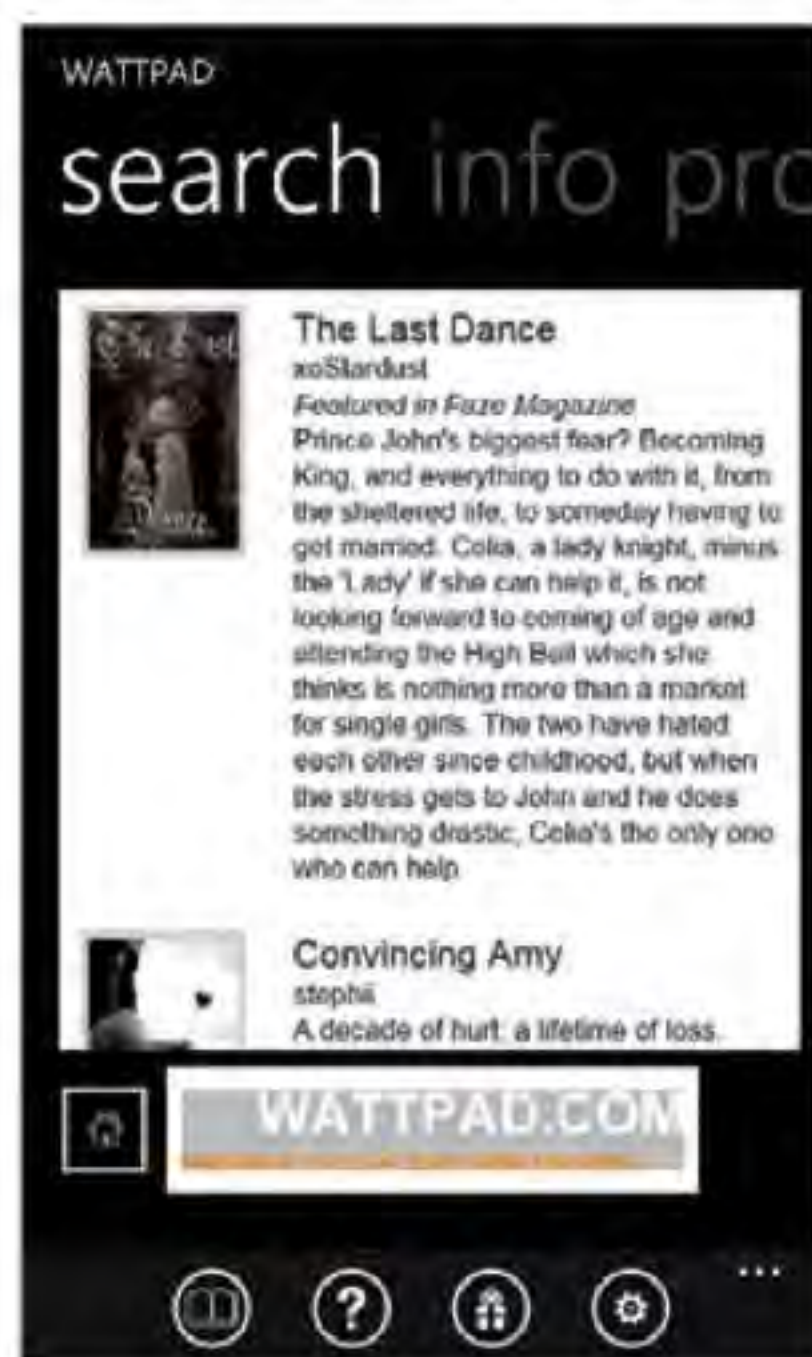 WATTPAD
search info pro
The Last Dance
xoStardust
Featured in Faze Magazine
Prince John's biggest fear? Becoming
King, and everything to do with it, from
the sheltered life, to someday having to
get married. Celia, a lady knight, minus
the 'Lady' if she can help it, is not
looking forward to coming of age and
attending the High Ball which she
thinks is nothing more than a market
for single girls. The two have hated
each other since childhood, but when
the stress gets to John and he does
something drastic, Celia's the only one
who can help
Convincing Amy
stephii
A decade of hurt, a lifetime of loss.
WATTPAD.COM